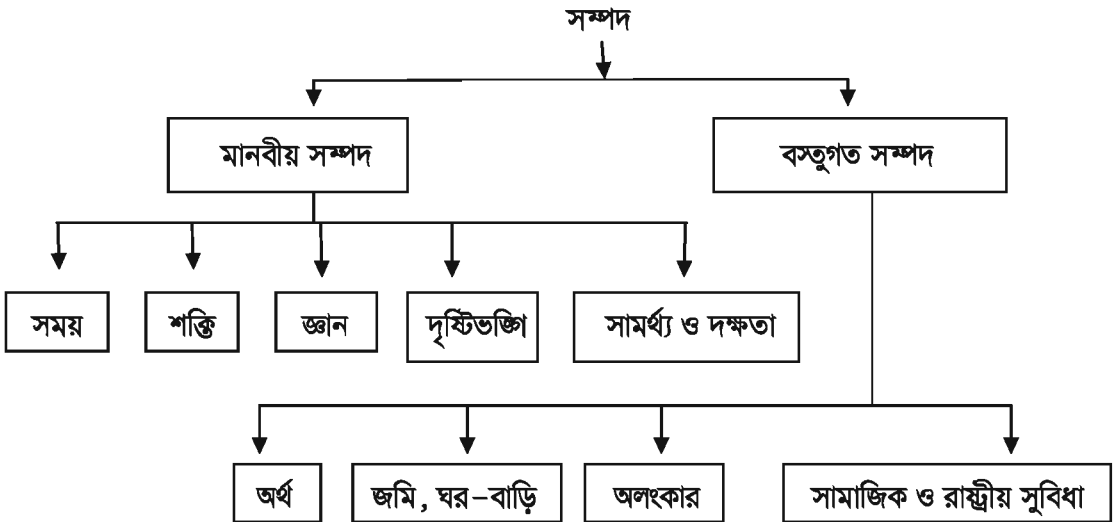 সম্পদ
মানবীয় সম্পদ
বস্তুগত সম্পদ
সময়
শক্তি
জ্ঞান
দৃষ্টিভঙ্গি
সামর্থ্য ও দক্ষতা
অর্থ
জমি, ঘর-বাড়ি
অলংকার
সামাজিক ও রাষ্ট্রীয় সুবিধা